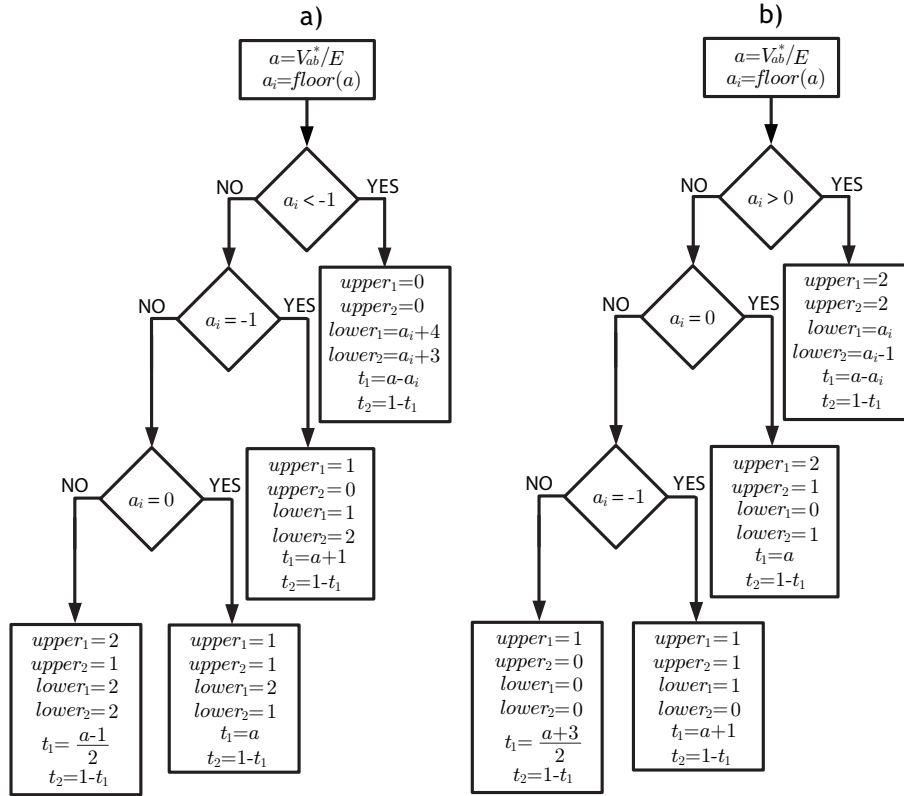 a)
a=V*ab/E
ai=floor(a)
NO
YES
ai < -1
upper1=0
upper2=0
lower1=ai+4
lower2=ai+3
t1=a-ai
t2=1-t1
NO
YES
ai = -1
upper1=1
upper2=0
lower1=1
lower2=2
t1=a+1
t2=1-t1
NO
YES
ai = 0
upper1=2
upper2=1
lower1=2
lower2=2
t1= a-1/2
t2=1-t1
upper1=1
upper2=1
lower1=2
lower2=1
t1=a
t2=1-t1
b)
a=V*ab/E
ai=floor(a)
NO
YES
ai > 0
upper1=2
upper2=2
lower1=ai
lower2=ai-1
t1=a-ai
t2=1-t1
NO
YES
ai = 0
upper1=2
upper2=1
lower1=0
lower2=1
t1=a
t2=1-t1
NO
YES
ai = -1
upper1=1
upper2=0
lower1=0
lower2=0
t1= a+3/2
t2=1-t1
upper1=1
upper2=1
lower1=1
lower2=0
t1=a+1
t2=1-t1